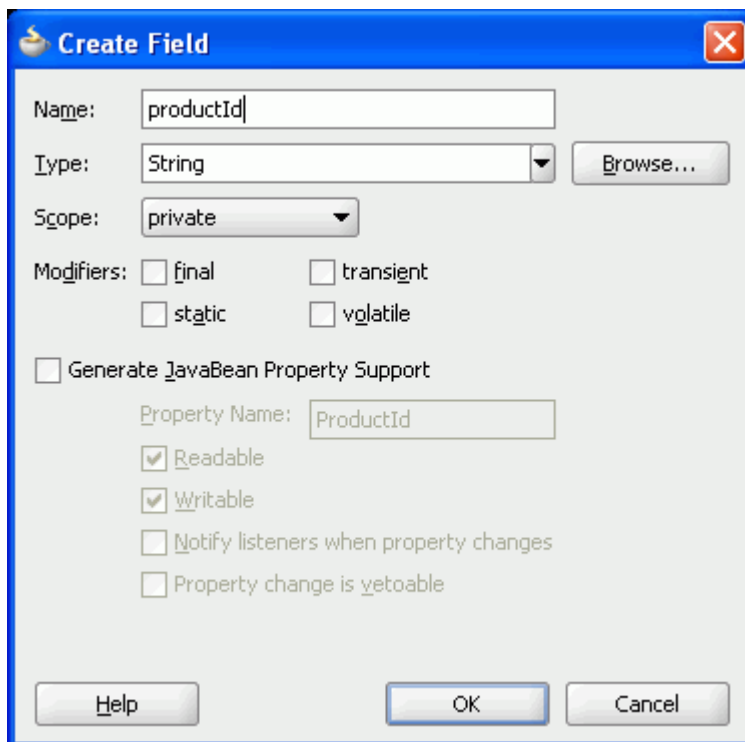 Create Field
Name: productId
Type: String Browse...
Scope: private
Modifiers: final transient
static volatile
Generate JavaBean Property Support
Property Name: ProductId
Readable
Writable
Notify listeners when property changes
Property change is vetoable
Help OK Cancel